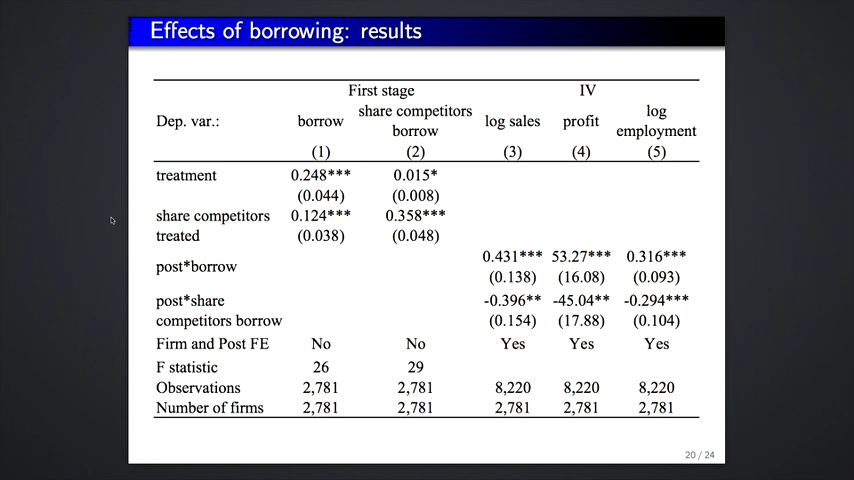 Effects of borrowing: results
First stage IV
Dep. var.: borrow share competitors borrow log sales profit log employment
(1) (2) (3) (4) (5)
treatment 0.248*** 0.015*
(0.044) (0.008)
share competitors treated 0.124*** 0.358***
(0.038) (0.048)
post*borrow 0.431*** 53.27*** 0.316***
(0.138) (16.08) (0.093)
post*share competitors borrow -0.396** -45.04** -0.294***
(0.154) (17.88) (0.104)
Firm and Post FE No No Yes Yes Yes
F statistic 26 29
Observations 2,781 2,781 8,220 8,220 8,220
Number of firms 2,781 2,781 2,781 2,781 2,781
20 / 24